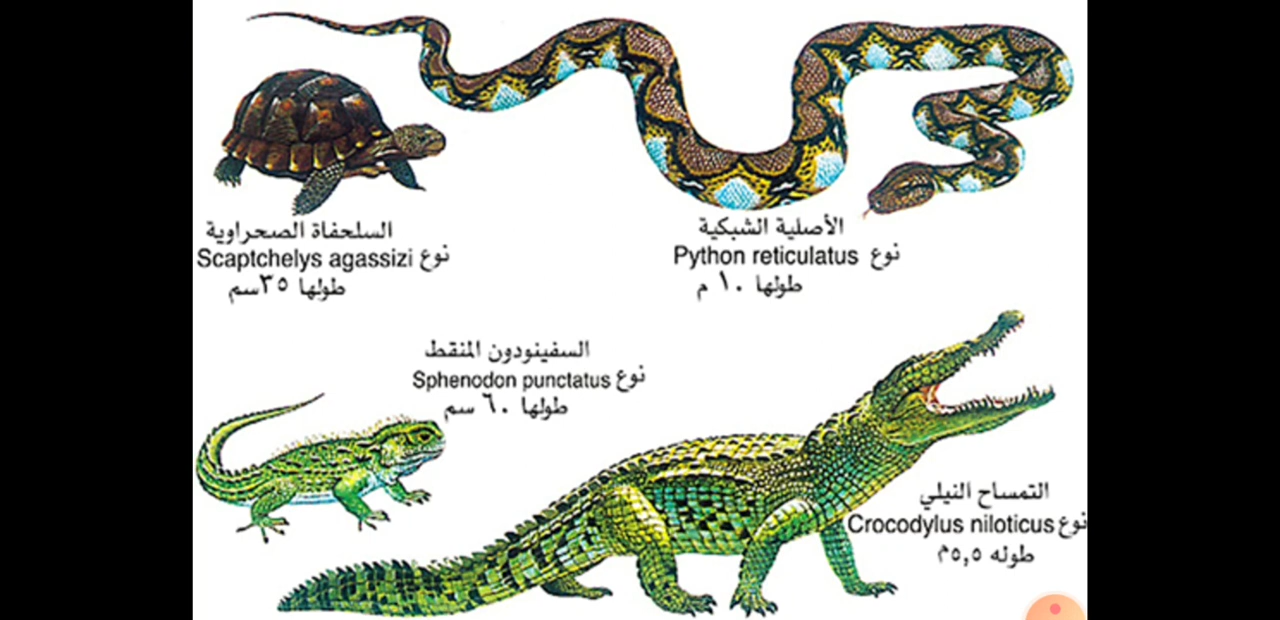 السلحفاة الصحراوية
نوع Scaptchelys agassizi
طولها ٣٥سم
الأصلية الشبكية
نوع Python reticulatus
طولها ١٠ م
السفينودون المنقط
نوع Sphenodon punctatus
طولها ٦٠ سم
التمساح النيلي
نوع Crocodylus niloticus
طوله ٥,٥م